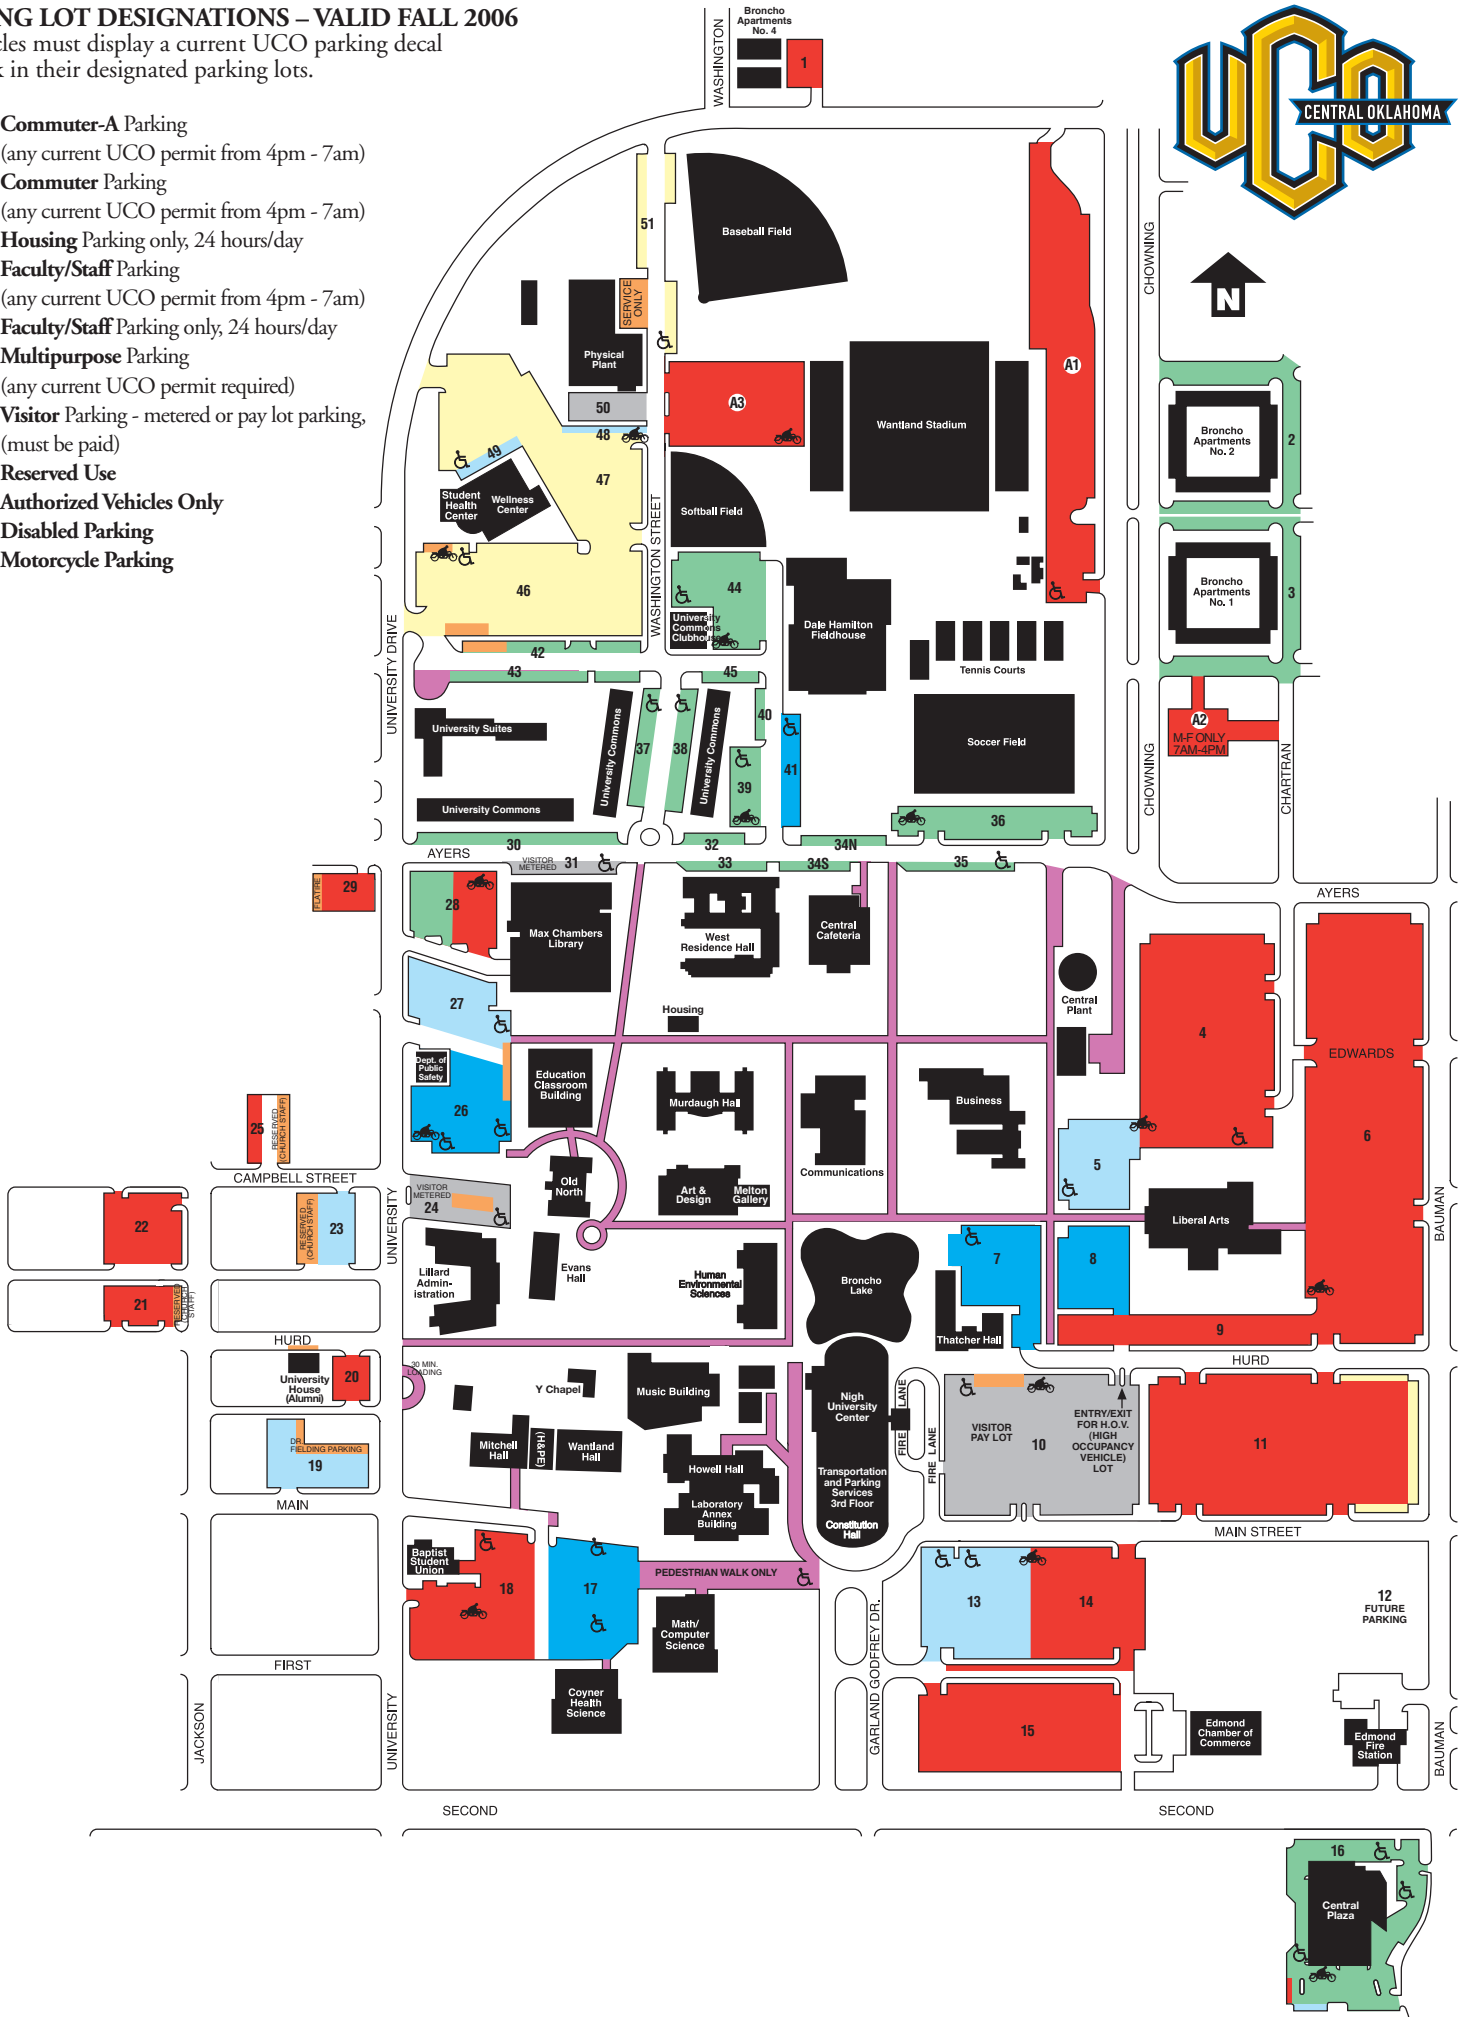 NG LOT DESIGNATIONS – VALID FALL 2006
cles must display a current UCO parking decal
k in their designated parking lots.
Commuter-A Parking
(any current UCO permit from 4pm - 7am)
Commuter Parking
(any current UCO permit from 4pm - 7am)
Housing Parking only, 24 hours/day
Faculty/Staff Parking
(any current UCO permit from 4pm - 7am)
Faculty/Staff Parking only, 24 hours/day
Multipurpose Parking
(any current UCO permit required)
Visitor Parking - metered or pay lot parking,
(must be paid)
Reserved Use
Authorized Vehicles Only
Disabled Parking
Motorcycle Parking
UCO
CENTRAL OKLAHOMA
N
WASHINGTON
Broncho
Apartments
No. 4
1
51
Baseball Field
SERVICE
ONLY
Physical
Plant
50
48
49
47
A3
A1
Wantland Stadium
CHOWNING
Broncho
Apartments
No. 2
2
Student
Health
Center
Wellness
Center
Softball Field
WASHINGTON STREET
46
44
University
Commons
Clubhouse
Dale Hamilton
Fieldhouse
Broncho
Apartments
No. 1
3
UNIVERSITY DRIVE
42
43
45
Tennis Courts
40
University Suites
University Commons
37
38
University Commons
41
39
Soccer Field
A2
M-F ONLY
7AM-4PM
CHOWNING
CHARTRAN
University Commons
36
30
32
34N
AYERS
VISITOR
METERED
31
33
34S
35
AYERS
FLATIRE
29
28
Max Chambers
Library
West
Residence Hall
Central
Cafeteria
27
Housing
Central
Plant
4
EDWARDS
Dept. of
Public
Safety
Education
Classroom
Building
26
Murdaugh Hall
Business
25
RESERVED
(CHURCH STAFF)
6
CAMPBELL STREET
Communications
5
Old
North
Art &
Design
Melton
Gallery
VISITOR
METERED
24
22
RESERVED
(CHURCH STAFF)
23
UNIVERSITY
Liberal Arts
BAUMAN
Lillard
Admin-
istration
Evans
Hall
Human
Environmental
Sciences
Broncho
Lake
7
8
21
RESERVED
(CHURCH
STAFF)
9
HURD
Thatcher Hall
HURD
University
House
(Alumni)
20
30 MIN.
LOADING
Y Chapel
Music Building
Nigh
University
Center
FIRE LANE
FIRE LANE
VISITOR
PAY LOT
10
ENTRY/EXIT
FOR H.O.V.
(HIGH
OCCUPANCY
VEHICLE)
LOT
11
DR.
FIELDING PARKING
19
Mitchell
Hall
(H&PE)
Wantland
Hall
Howell Hall
Laboratory
Annex
Building
Transportation
and Parking
Services
3rd Floor
Constitution
Hall
MAIN
MAIN STREET
Baptist
Student
Union
18
17
PEDESTRIAN WALK ONLY
13
14
12
FUTURE
PARKING
Math/
Computer
Science
FIRST
GARLAND GODFREY DR.
Coyner
Health
Science
15
JACKSON
UNIVERSITY
Edmond
Chamber of
Commerce
Edmond
Fire
Station
BAUMAN
SECOND
SECOND
16
Central
Plaza